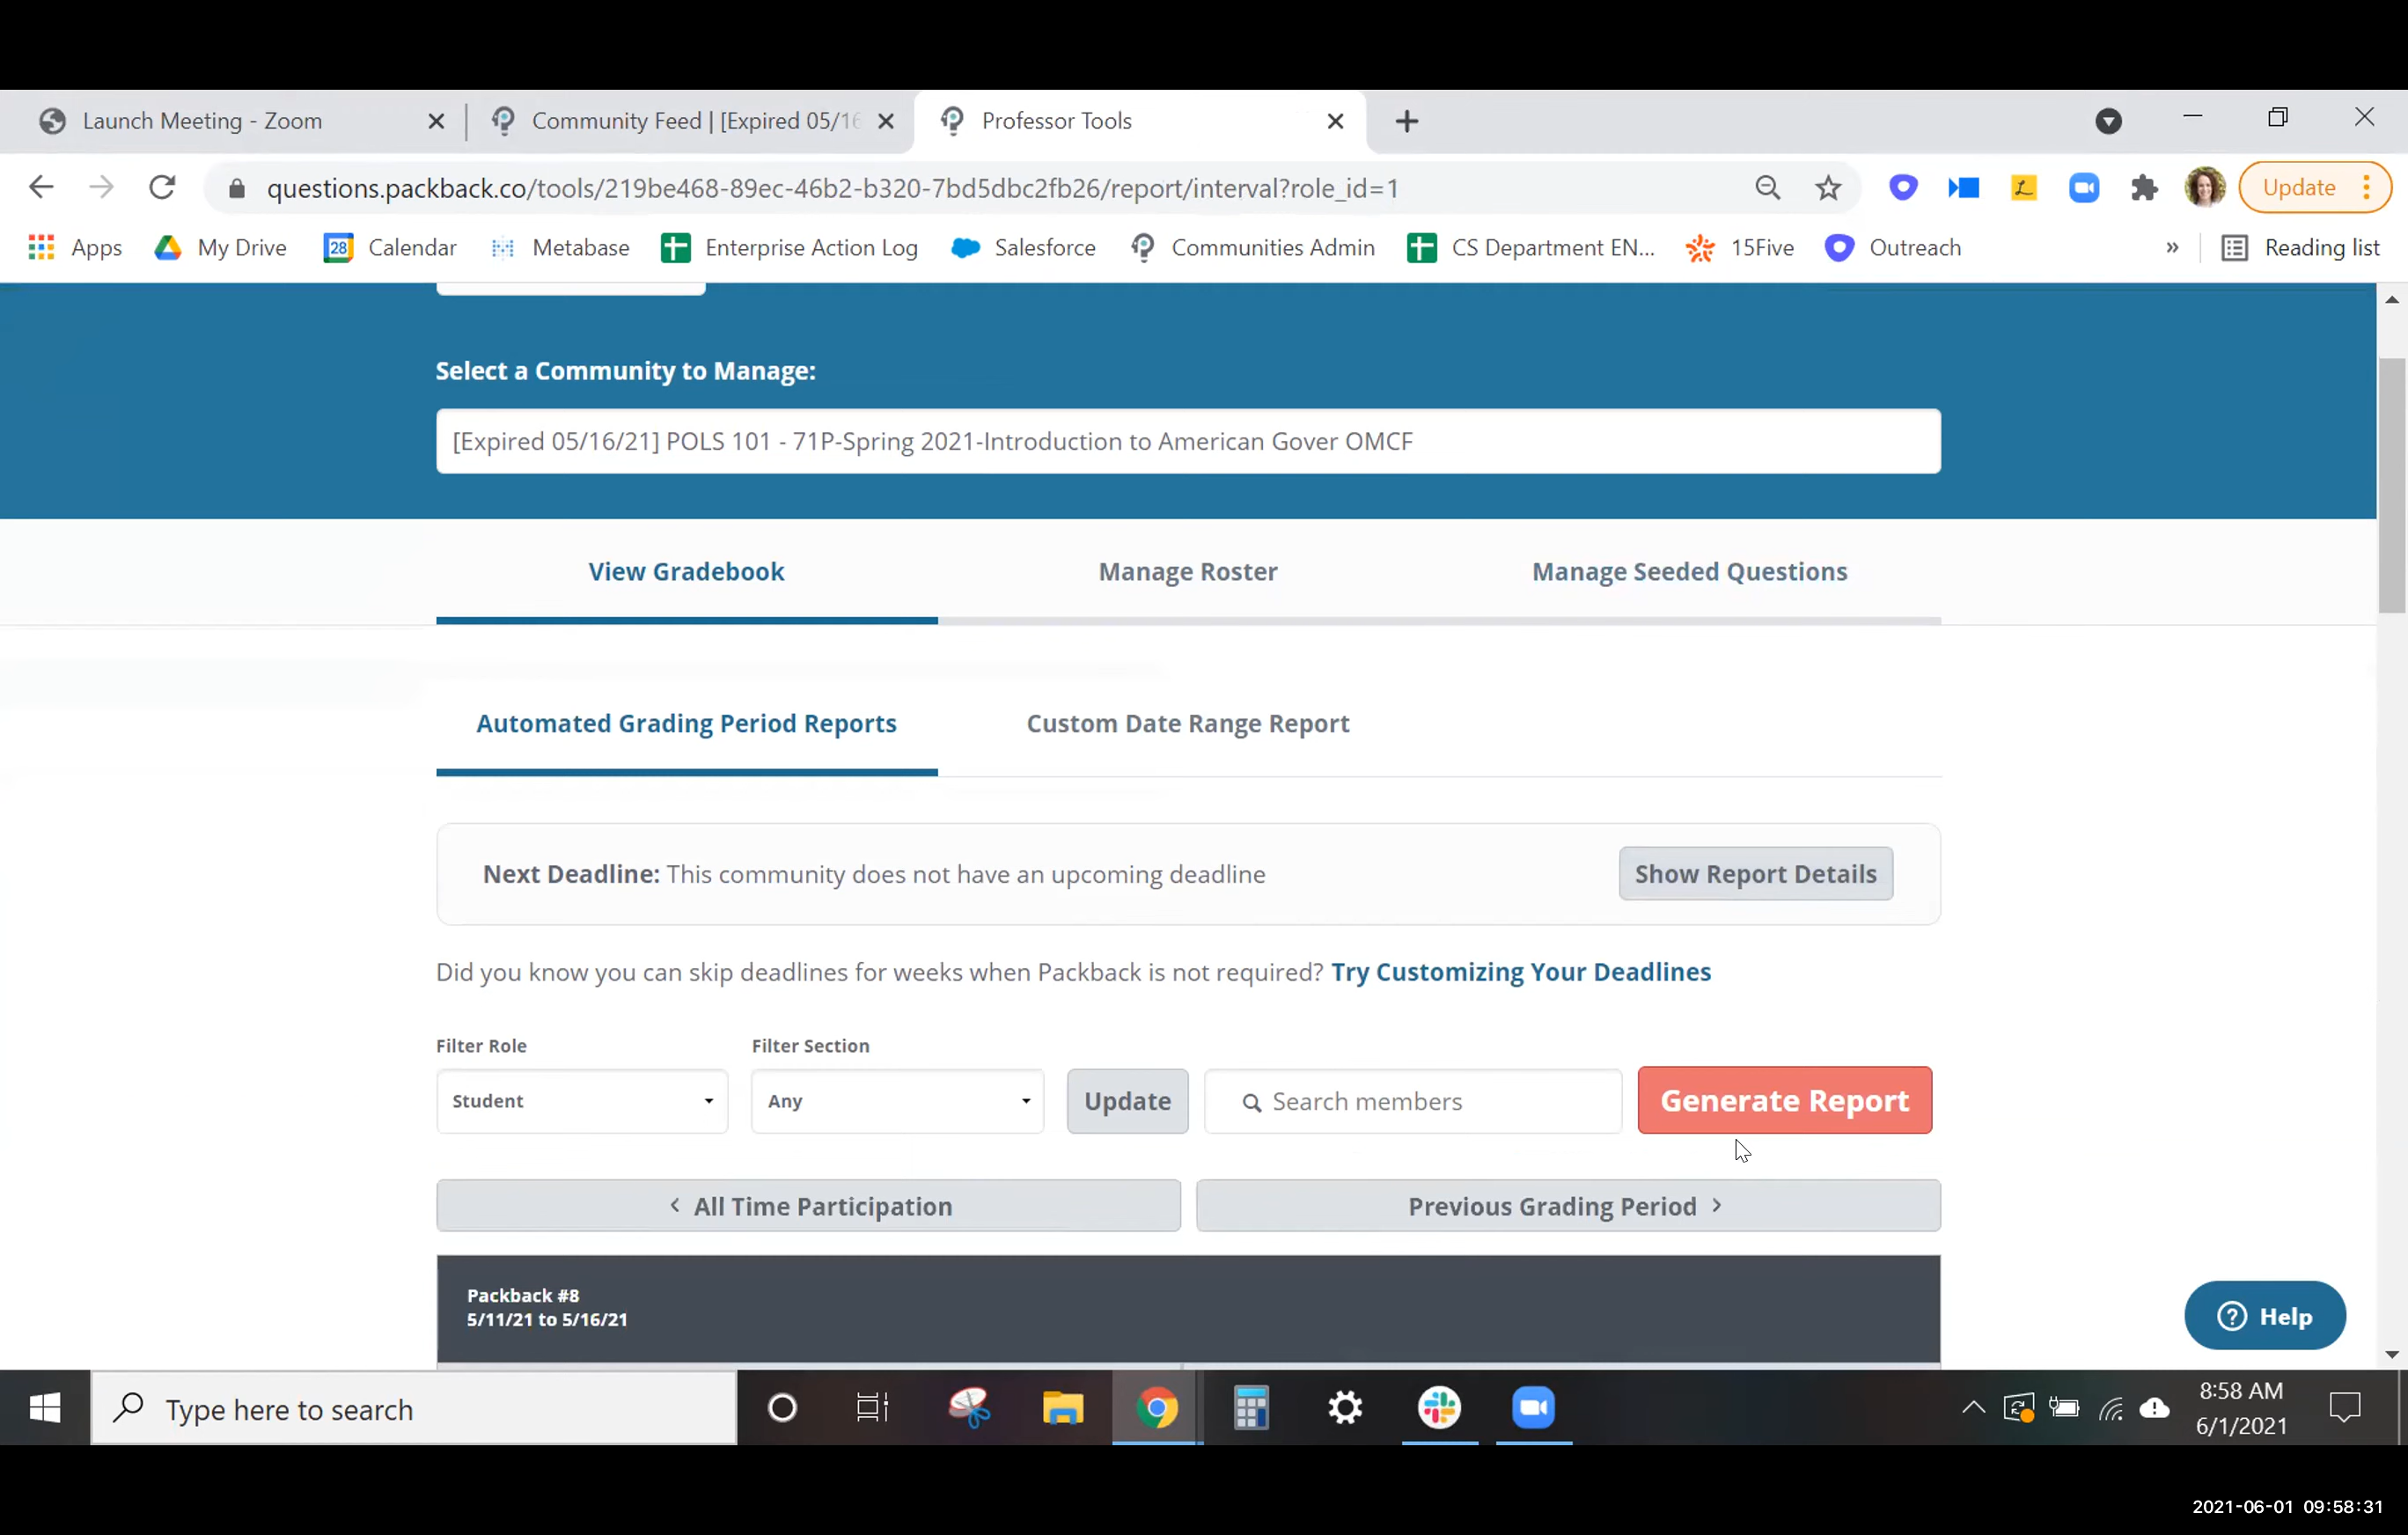 Launch Meeting - Zoom
Community Feed | [Expired 05/16
Professor Tools
questions.packback.co/tools/219be468-89ec-46b2-b320-7bd5dbc2fb26/report/interval?role_id=1
Update
Apps
My Drive
28
Calendar
Metabase
Enterprise Action Log
Salesforce
Communities Admin
CS Department EN...
15Five
Outreach
»
Reading list
Select a Community to Manage:
[Expired 05/16/21] POLS 101 - 71P-Spring 2021-Introduction to American Gover OMCF
View Gradebook
Manage Roster
Manage Seeded Questions
Automated Grading Period Reports
Custom Date Range Report
Next Deadline: This community does not have an upcoming deadline
Show Report Details
Did you know you can skip deadlines for weeks when Packback is not required? Try Customizing Your Deadlines
Filter Role
Filter Section
Student
Any
Update
Search members
Generate Report
‹ All Time Participation
Previous Grading Period ›
Packback #8
5/11/21 to 5/16/21
Help
Type here to search
8:58 AM
6/1/2021
2021-06-01 09:58:31